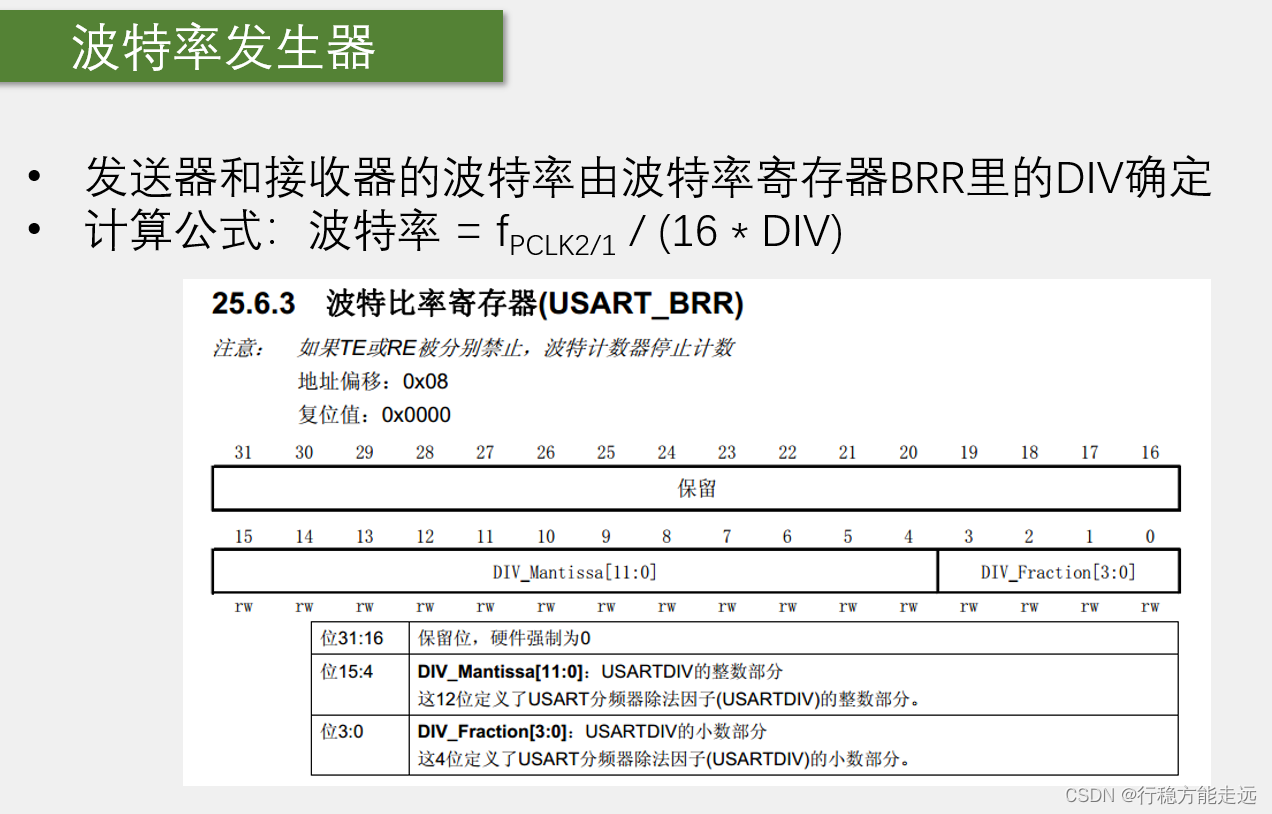 波特率发生器
• 发送器和接收器的波特率由波特率寄存器BRR里的DIV确定
• 计算公式：波特率 = fPCLK2/1 / (16 * DIV)
25.6.3 波特比率寄存器(USART_BRR)
注意： 如果TE或RE被分别禁止，波特计数器停止计数
地址偏移：0x08
复位值：0x0000
31 30 29 28 27 26 25 24 23 22 21 20 19 18 17 16
保留
15 14 13 12 11 10 9 8 7 6 5 4 3 2 1 0
DIV_Mantissa[11:0] DIV_Fraction[3:0]
rw rw rw rw rw rw rw rw rw rw rw rw rw rw rw rw
位31:16 保留位，硬件强制为0
位15:4 DIV_Mantissa[11:0]：USARTDIV的整数部分
这12位定义了USART分频器除法因子(USARTDIV)的整数部分。
位3:0 DIV_Fraction[3:0]：USARTDIV的小数部分
这4位定义了USART分频器除法因子(USARTDIV)的小数部分。
CSDN @行稳方能走远